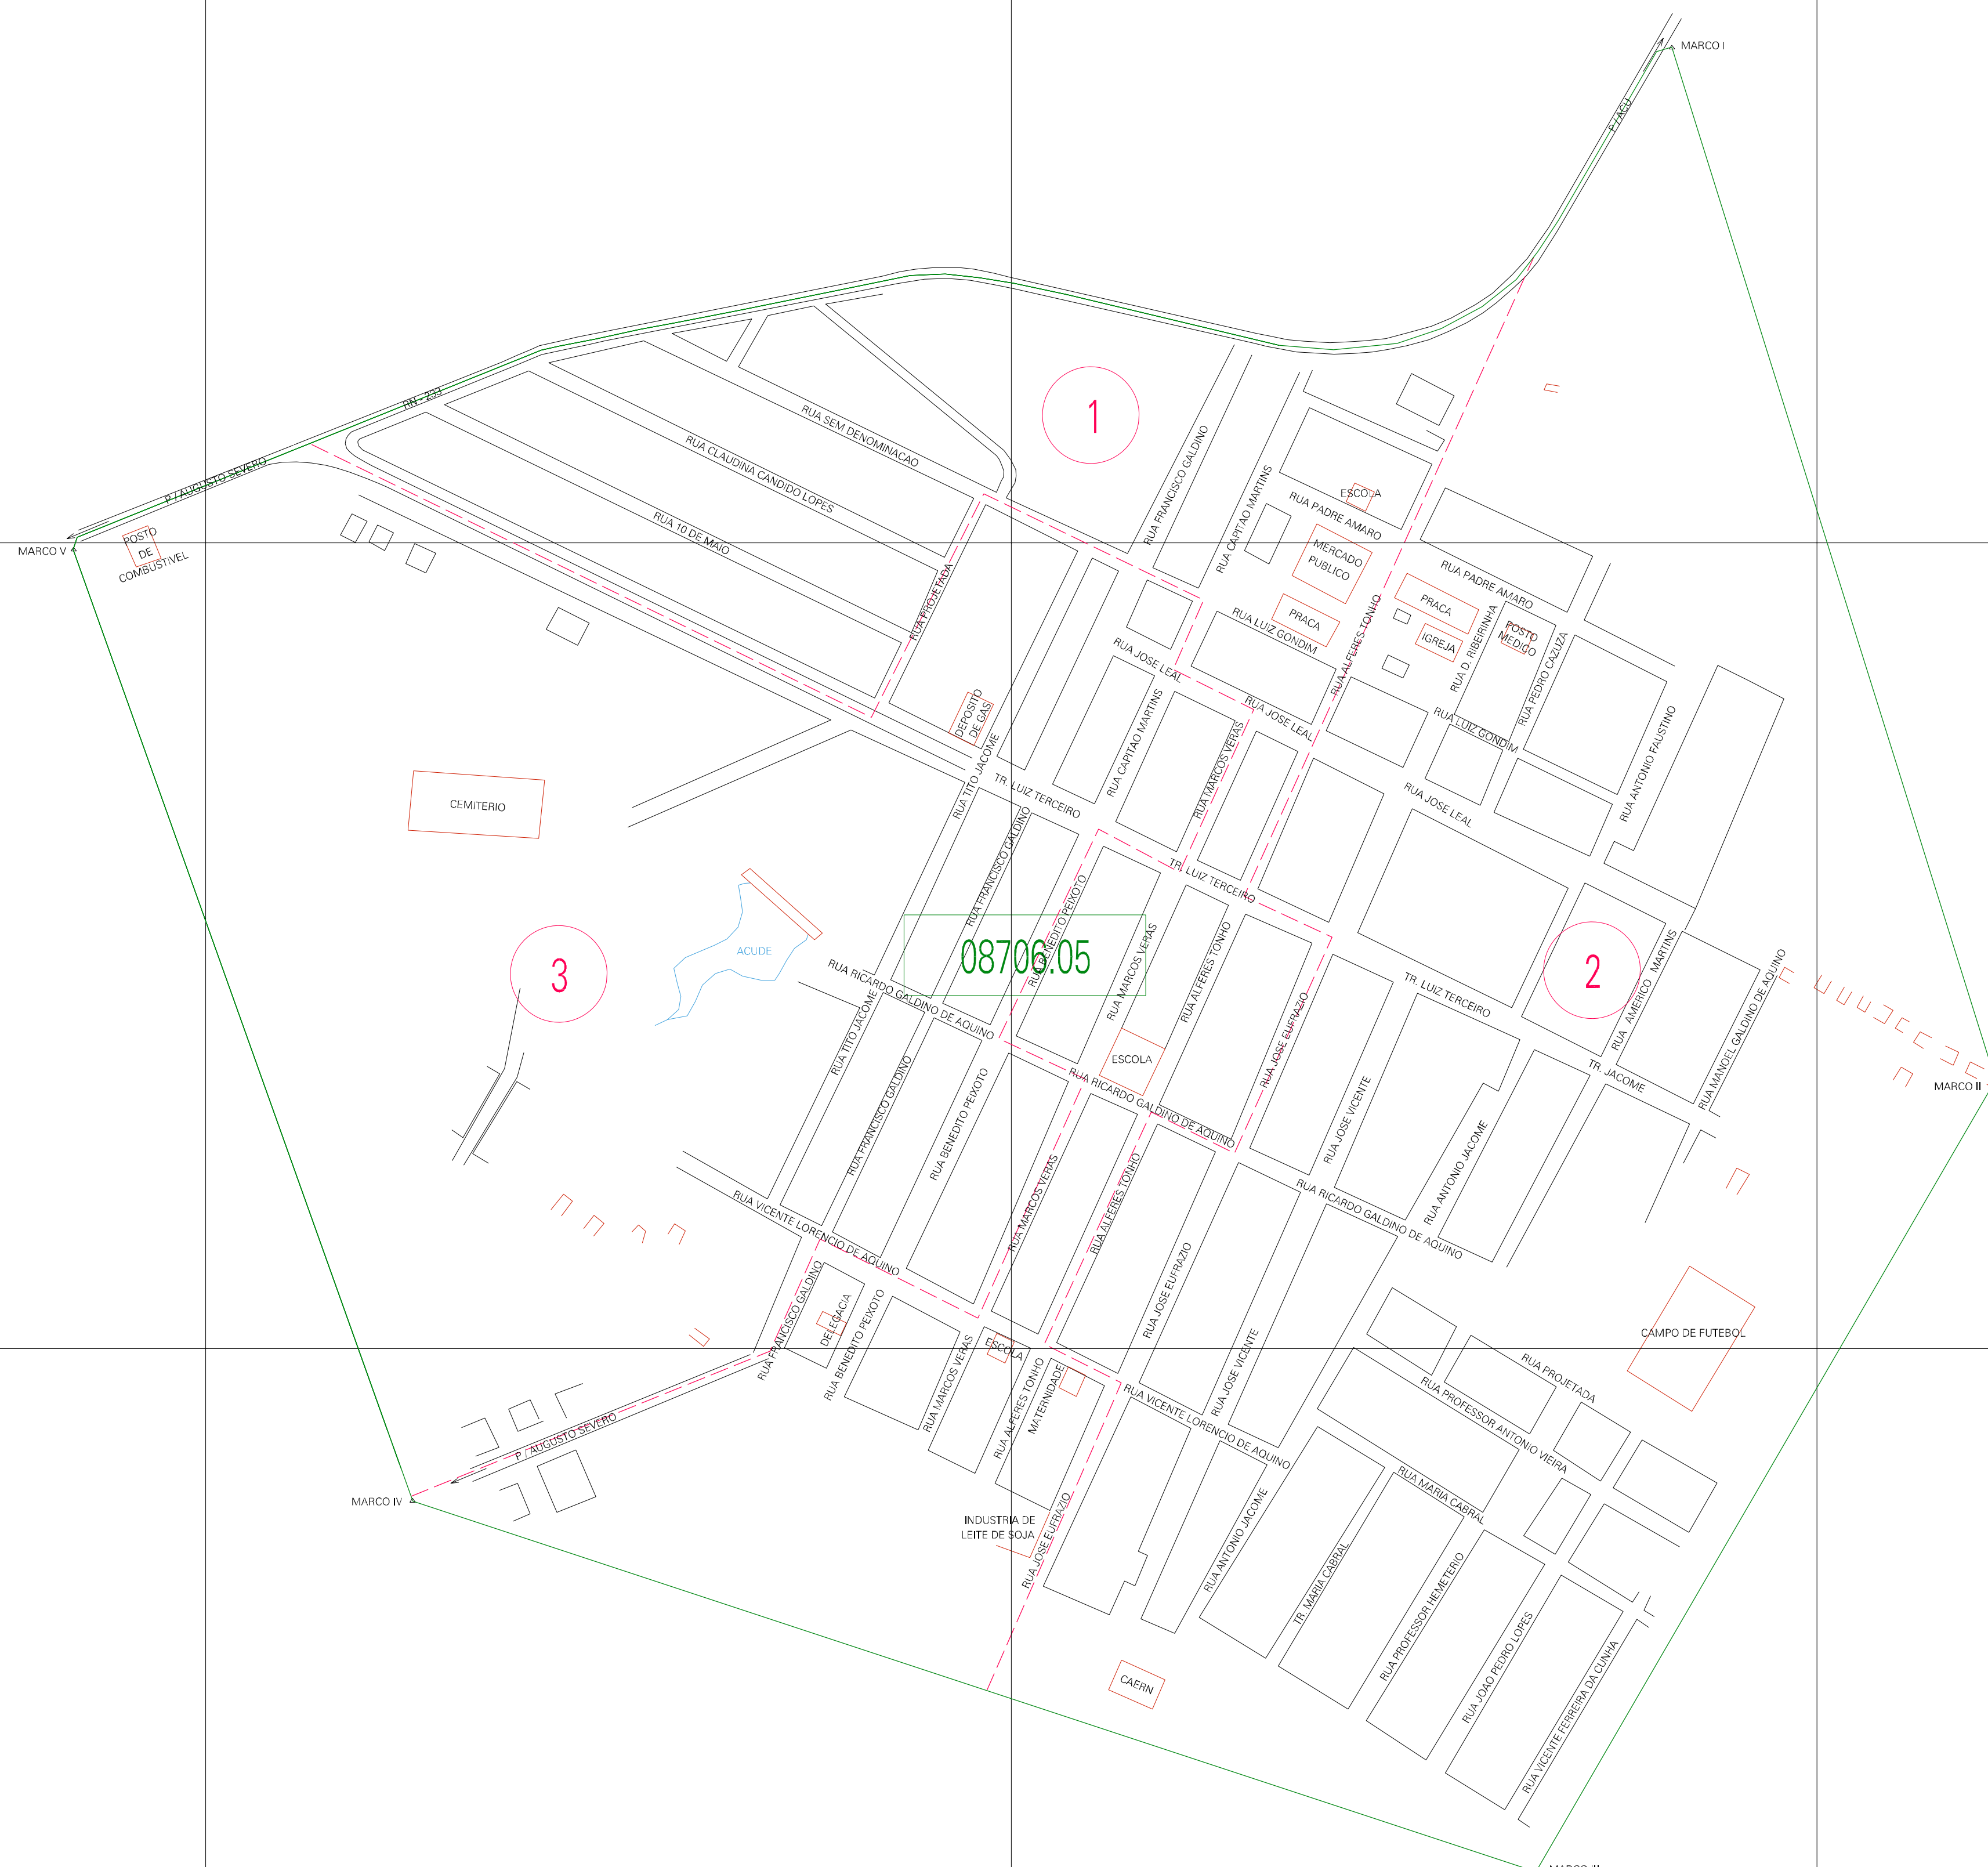 MARCO I
P / ACU
RN - 233
P / AUGUSTO SEVERO
MARCO V
POSTO
DE
COMBUSTIVEL
1
RUA SEM DENOMINACAO
RUA CLAUDINA CANDIDO LOPES
RUA 10 DE MAIO
RUA PROJETADA
RUA FRANCISCO GALDINO
RUA CAPITAO MARTINS
ESCOLA
RUA PADRE AMARO
MERCADO
PUBLICO
PRACA
RUA LUIZ GONDIM
RUA ALFERES TONHO
RUA PADRE AMARO
PRACA
IGREJA
RUA D. RIBEIRINHA
POSTO
MEDICO
RUA PEDRO CAZUZA
RUA LUIZ GONDIM
RUA ANTONIO FAUSTINO
RUA JOSE LEAL
RUA JOSE LEAL
RUA JOSE LEAL
DEPOSITO
DE GAS
RUA TITO JACOME
TR. LUIZ TERCEIRO
RUA CAPITAO MARTINS
RUA MARCOS VERAS
TR. LUIZ TERCEIRO
CEMITERIO
ACUDE
3
RUA FRANCISCO GALDINO
RUA BENEDITO PEIXOTO
08706.05
RUA MARCOS VERAS
RUA ALFERES TONHO
RUA JOSE EUFRAZIO
TR. LUIZ TERCEIRO
2
RUA AMERICO MARTINS
RUA MANOEL GALDINO DE AQUINO
TR. JACOME
MARCO II
RUA RICARDO GALDINO DE AQUINO
RUA TITO JACOME
RUA FRANCISCO GALDINO
RUA BENEDITO PEIXOTO
ESCOLA
RUA RICARDO GALDINO DE AQUINO
RUA JOSE VICENTE
RUA ANTONIO JACOME
RUA RICARDO GALDINO DE AQUINO
RUA MARCOS VERAS
RUA ALFERES TONHO
RUA JOSE EUFRAZIO
RUA VICENTE LORENCIO DE AQUINO
RUA FRANCISCO GALDINO
DELEGACIA
RUA BENEDITO PEIXOTO
RUA MARCOS VERAS
ESCOLA
RUA ALFERES TONHO
MATERNIDADE
RUA VICENTE LORENCIO DE AQUINO
RUA JOSE VICENTE
CAMPO DE FUTEBOL
RUA PROJETADA
RUA PROFESSOR ANTONIO VIEIRA
RUA MARIA CABRAL
P / AUGUSTO SEVERO
MARCO IV
INDUSTRIA DE
LEITE DE SOJA
RUA JOSE EUFRAZIO
RUA ANTONIO JACOME
TR. MARIA CABRAL
RUA PROFESSOR HEMETERIO
RUA JOAO PEDRO LOPES
RUA VICENTE FERREIRA DA CUNHA
CAERN